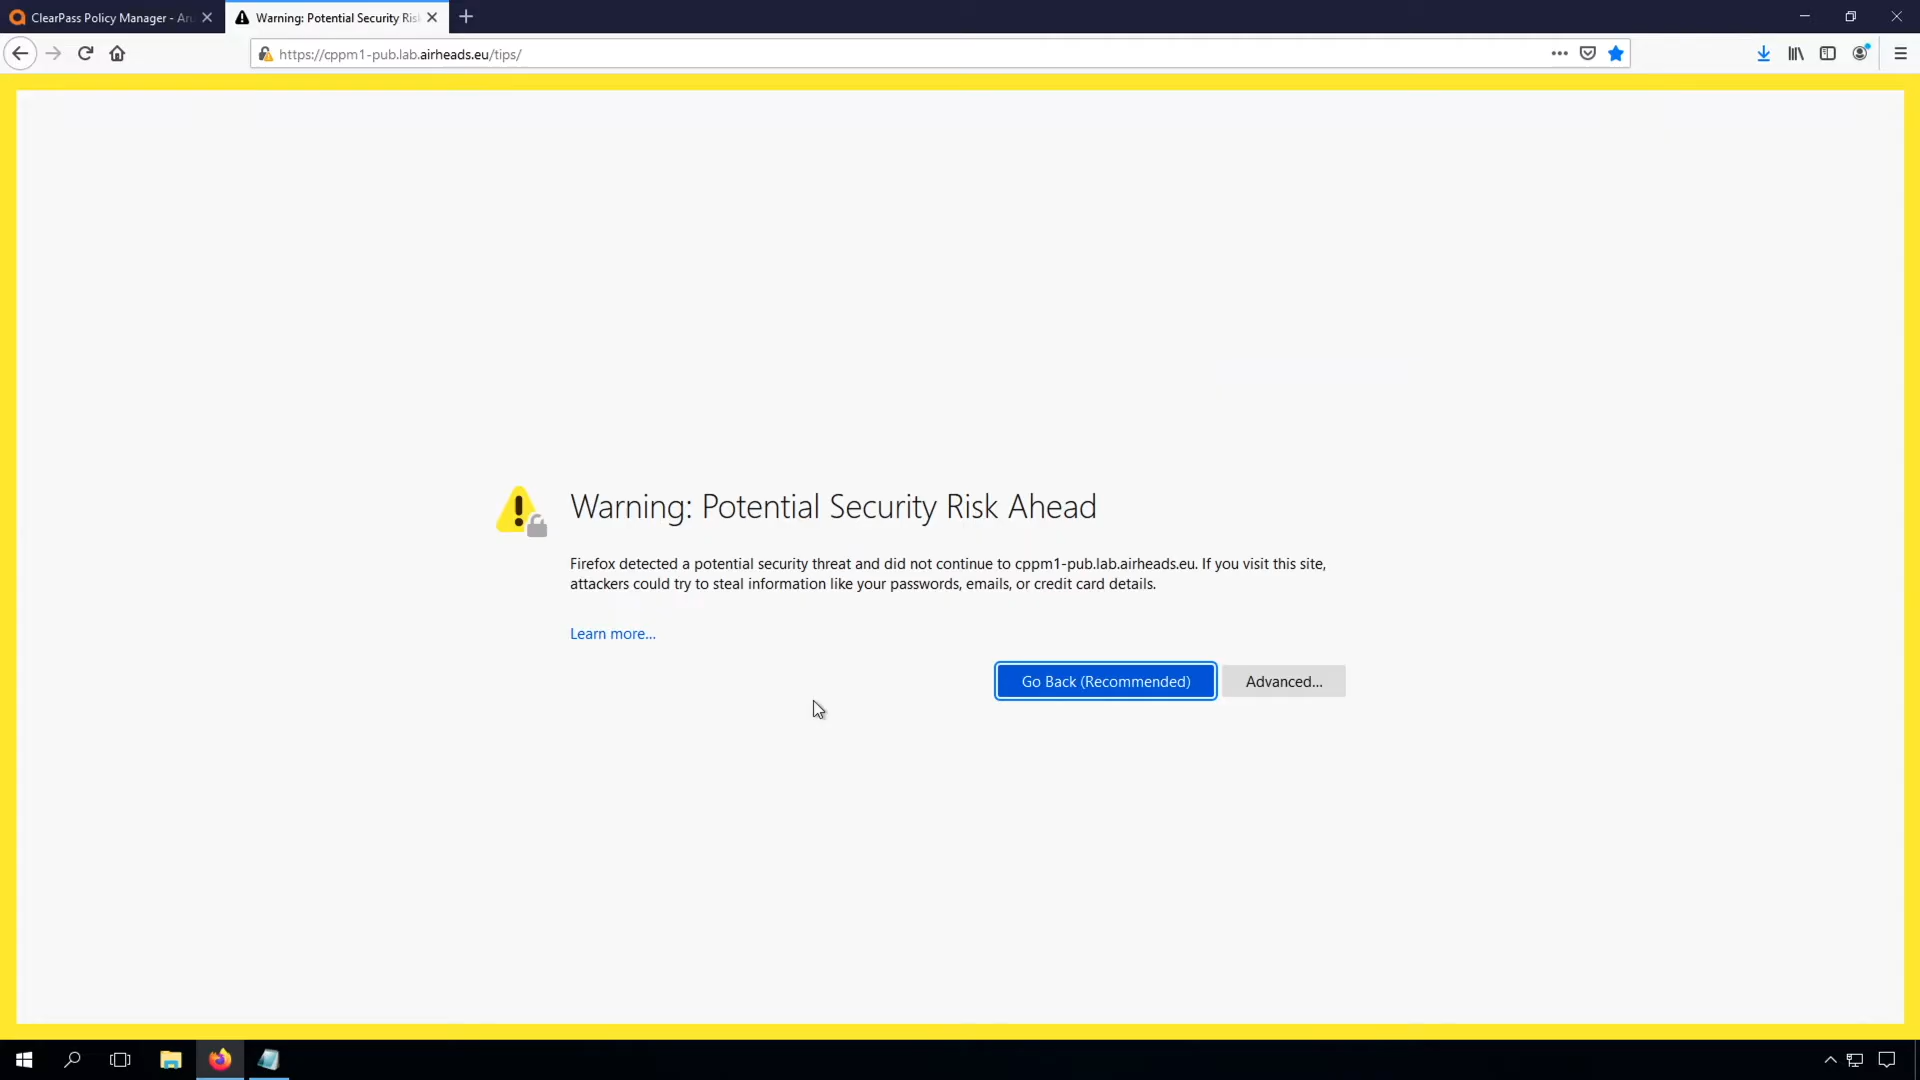 ClearPass Policy Manager - Aru
Warning: Potential Security Ris
https://cppm1-pub.lab.airheads.eu/tips/
Warning: Potential Security Risk Ahead
Firefox detected a potential security threat and did not continue to cppm1-pub.lab.airheads.eu. If you visit this site,
attackers could try to steal information like your passwords, emails, or credit card details.
Learn more...
Go Back (Recommended)
Advanced...